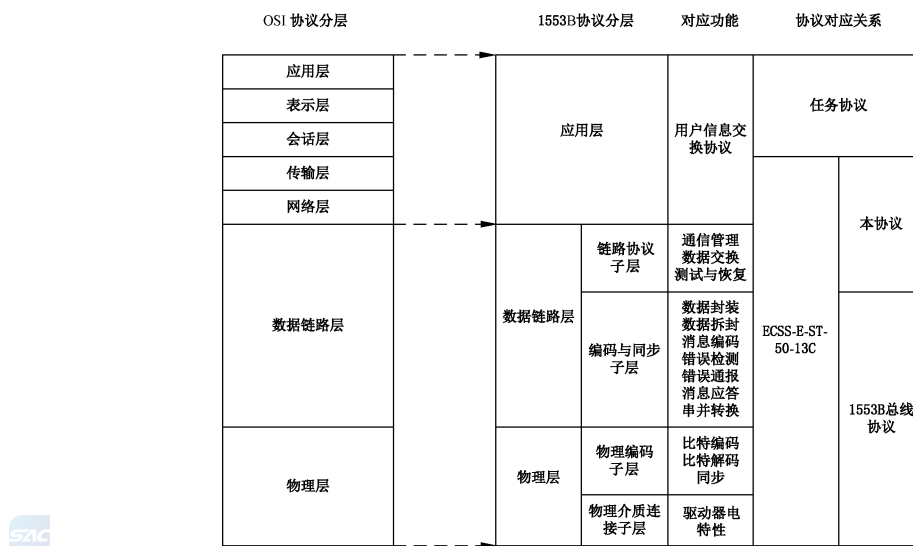 OSI 协议分层
1553B协议分层
对应功能
协议对应关系
应用层
表示层
会话层
传输层
网络层
数据链路层
物理层
应用层
用户信息交
换协议
任务协议
数据链路层
链路协议
子层
通信管理
数据交换
测试与恢复
编码与同步
子层
数据封装
数据拆封
消息编码
错误检测
错误通报
消息应答
串并转换
物理层
物理编码
子层
比特编码
比特解码
同步
物理介质连
接子层
驱动器电
特性
ECSS-E-ST-
50-13C
本协议
1553B总线
协议
SAC